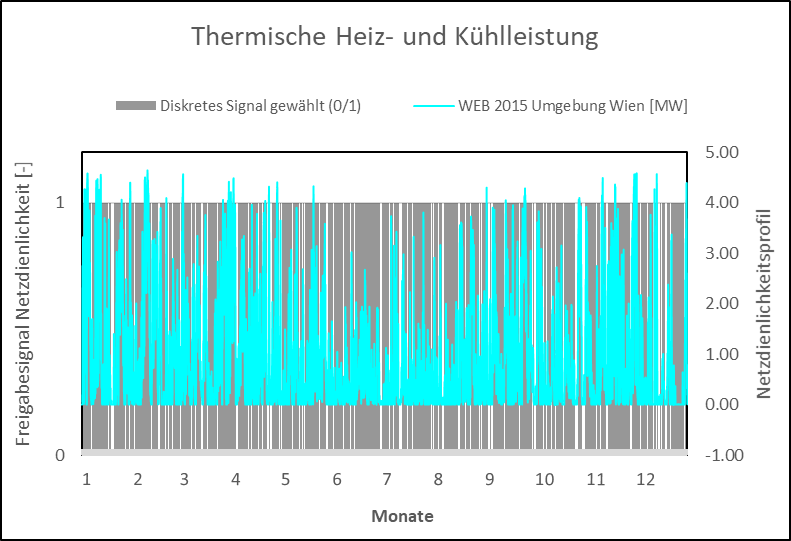 Thermische Heiz- und Kühlleistung
Diskretes Signal gewählt (0/1)
WEB 2015 Umgebung Wien [MW]
Freigabesignal Netzdienlichkeit [-]
1
0
5.00
4.00
3.00
2.00
1.00
0.00
-1.00
Netzdienlichkeitsprofil
1 2 3 4 5 6 7 8 9 10 11 12
Monate